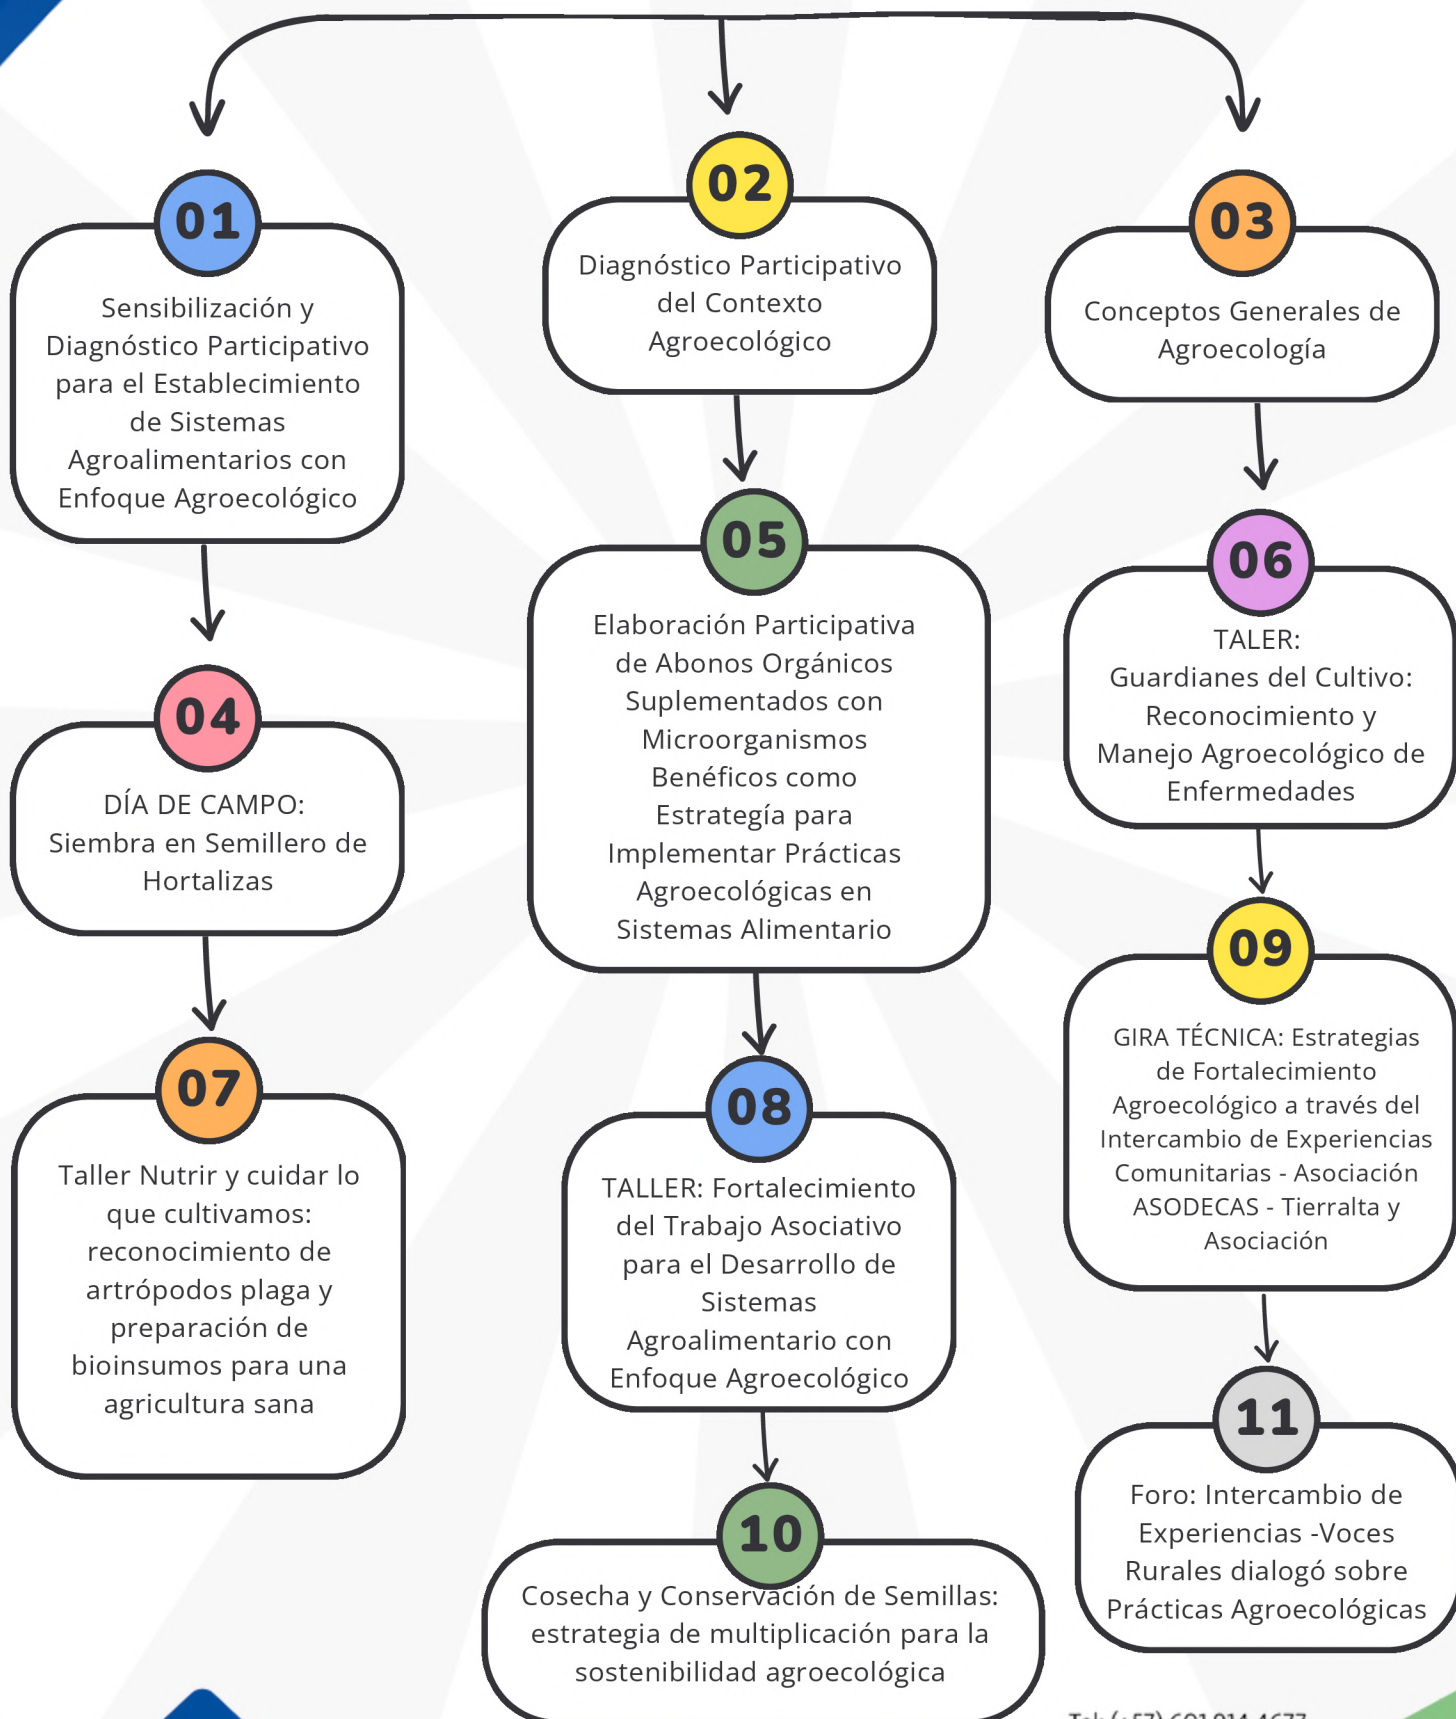 01
Sensibilización y
Diagnóstico Participativo
para el Establecimiento
de Sistemas
Agroalimentarios con
Enfoque Agroecológico
02
Diagnóstico Participativo
del Contexto
Agroecológico
03
Conceptos Generales de
Agroecología
04
DÍA DE CAMPO:
Siembra en Semillero de
Hortalizas
05
Elaboración Participativa
de Abonos Orgánicos
Suplementados con
Microorganismos
Benéficos como
Estrategía para
Implementar Prácticas
Agroecológicas en
Sistemas Alimentario
06
TALER:
Guardianes del Cultivo:
Reconocimiento y
Manejo Agroecológico de
Enfermedades
07
Taller Nutrir y cuidar lo
que cultivamos:
reconocimiento de
artrópodos plaga y
preparación de
bioinsumos para una
agricultura sana
08
TALLER: Fortalecimiento
del Trabajo Asociativo
para el Desarrollo de
Sistemas
Agroalimentario con
Enfoque Agroecológico
09
GIRA TÉCNICA: Estrategias
de Fortalecimiento
Agroecológico a través del
Intercambio de Experiencias
Comunitarias - Asociación
ASODECAS - Tierralta y
Asociación
10
Cosecha y Conservación de Semillas:
estrategia de multiplicación para la
sostenibilidad agroecológica
11
Foro: Intercambio de
Experiencias -Voces
Rurales dialogó sobre
Prácticas Agroecológicas